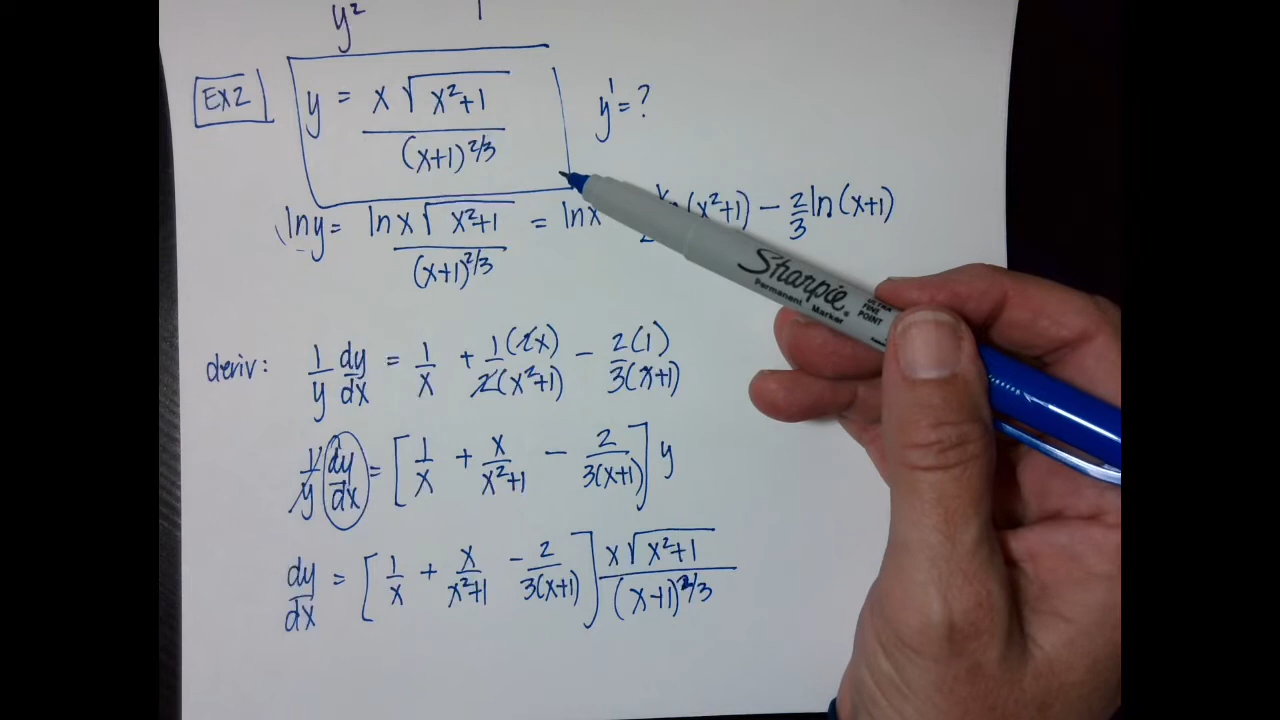 y² 1
EX2 y = x√(x²+1) / (x+1)^(2/3) y' = ?
ln y = ln x√(x²+1) / (x+1)^(2/3) = ln x (x²+1) − 2/3 ln (x+1)
deriv: 1/y dy/dx = 1/x + 1(2x) / 2(x²+1) − 2(1) / 3(x+1)
1/y dy/dx = [1/x + x/(x²+1) − 2/(3(x+1))] y
dy/dx = [1/x + x/(x²+1) − 2/(3(x+1))] x√(x²+1) / (x+1)^(2/3)
Sharpie
Permanent Marker
ULTRA
FINE
POINT